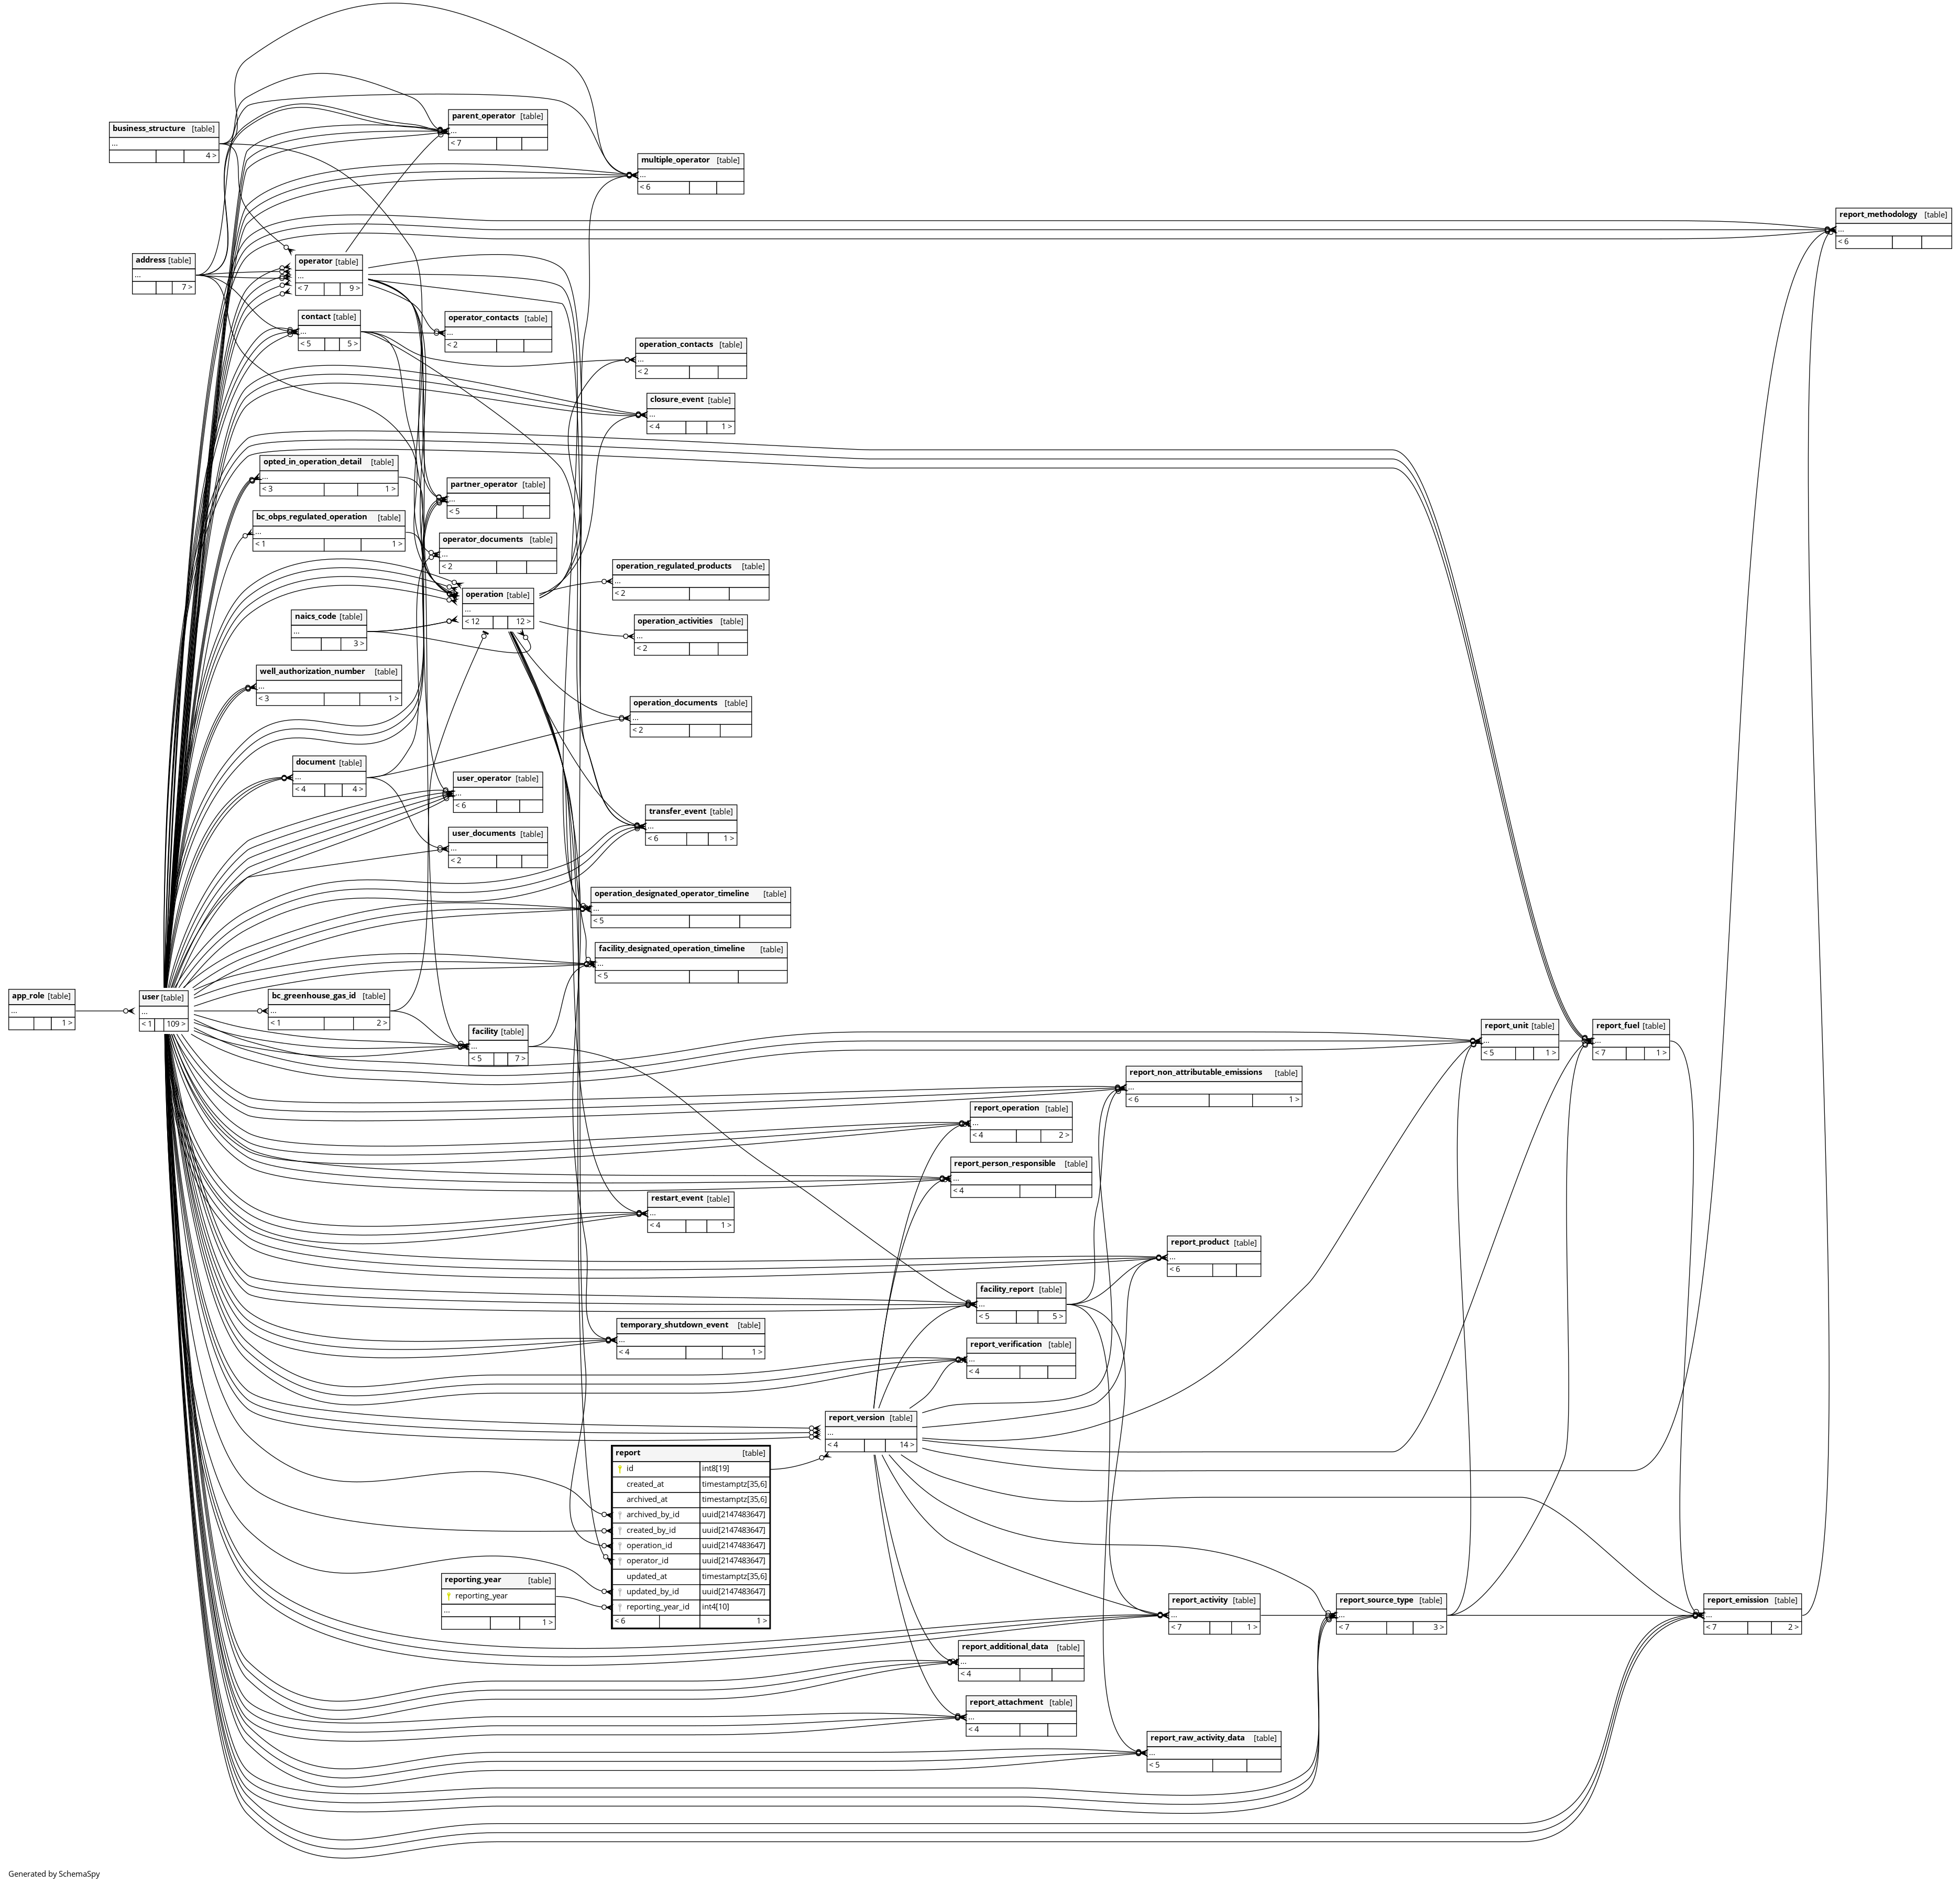 parent_operator [table]
...
< 7
business_structure [table]
...
4 >
multiple_operator [table]
...
< 6
report_methodology [table]
...
< 6
address [table]
...
7 >
operator [table]
...
< 7 9 >
contact [table]
...
< 5 5 >
operator_contacts [table]
...
< 2
operation_contacts [table]
...
< 2
closure_event [table]
...
< 4 1 >
opted_in_operation_detail [table]
...
< 3 1 >
partner_operator [table]
...
< 5
bc_obps_regulated_operation [table]
...
< 1 1 >
operator_documents [table]
...
< 2
operation_regulated_products [table]
...
< 2
operation [table]
...
< 12 12 >
naics_code [table]
...
3 >
operation_activities [table]
...
< 2
well_authorization_number [table]
...
< 3 1 >
operation_documents [table]
...
< 2
document [table]
...
< 4 4 >
user_operator [table]
...
< 6
transfer_event [table]
...
< 6 1 >
user_documents [table]
...
< 2
operation_designated_operator_timeline [table]
...
< 5
facility_designated_operation_timeline [table]
...
< 5
app_role [table]
...
1 >
user [table]
...
< 1 109 >
bc_greenhouse_gas_id [table]
...
< 1 2 >
facility [table]
...
< 5 7 >
report_unit [table]
...
< 5 1 >
report_fuel [table]
...
< 7 1 >
report_non_attributable_emissions [table]
...
< 6 1 >
report_operation [table]
...
< 4 2 >
report_person_responsible [table]
...
< 4
restart_event [table]
...
< 4 1 >
report_product [table]
...
< 6
facility_report [table]
...
< 5 5 >
temporary_shutdown_event [table]
...
< 4 1 >
report_verification [table]
...
< 4
report_version [table]
...
< 4 14 >
report [table]
id int8[19]
created_at timestamptz[35,6]
archived_at timestamptz[35,6]
archived_by_id uuid[2147483647]
created_by_id uuid[2147483647]
operation_id uuid[2147483647]
operator_id uuid[2147483647]
updated_at timestamptz[35,6]
updated_by_id uuid[2147483647]
reporting_year_id int4[10]
< 6 1 >
reporting_year [table]
reporting_year
...
1 >
report_activity [table]
...
< 7 1 >
report_source_type [table]
...
< 7 3 >
report_emission [table]
...
< 7 2 >
report_additional_data [table]
...
< 4
report_attachment [table]
...
< 4
report_raw_activity_data [table]
...
< 5
Generated by SchemaSpy